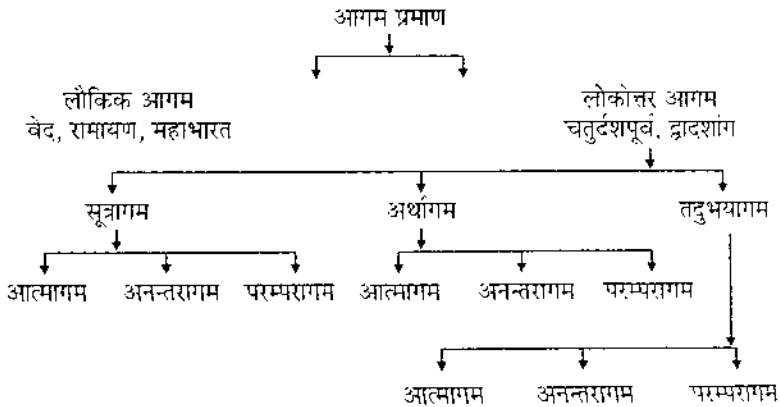 आगम प्रमाण
लौकिक आगम
वेद, रामायण, महाभारत
लोकोत्तर आगम
चतुर्दशपूर्व, द्वादशांग
सूत्रागम अर्थागम तदुभयागम
आत्मागम अनन्तरागम परम्परागम आत्मागम अनन्तरागम परम्परागम
आत्मागम अनन्तरागम परम्परागम